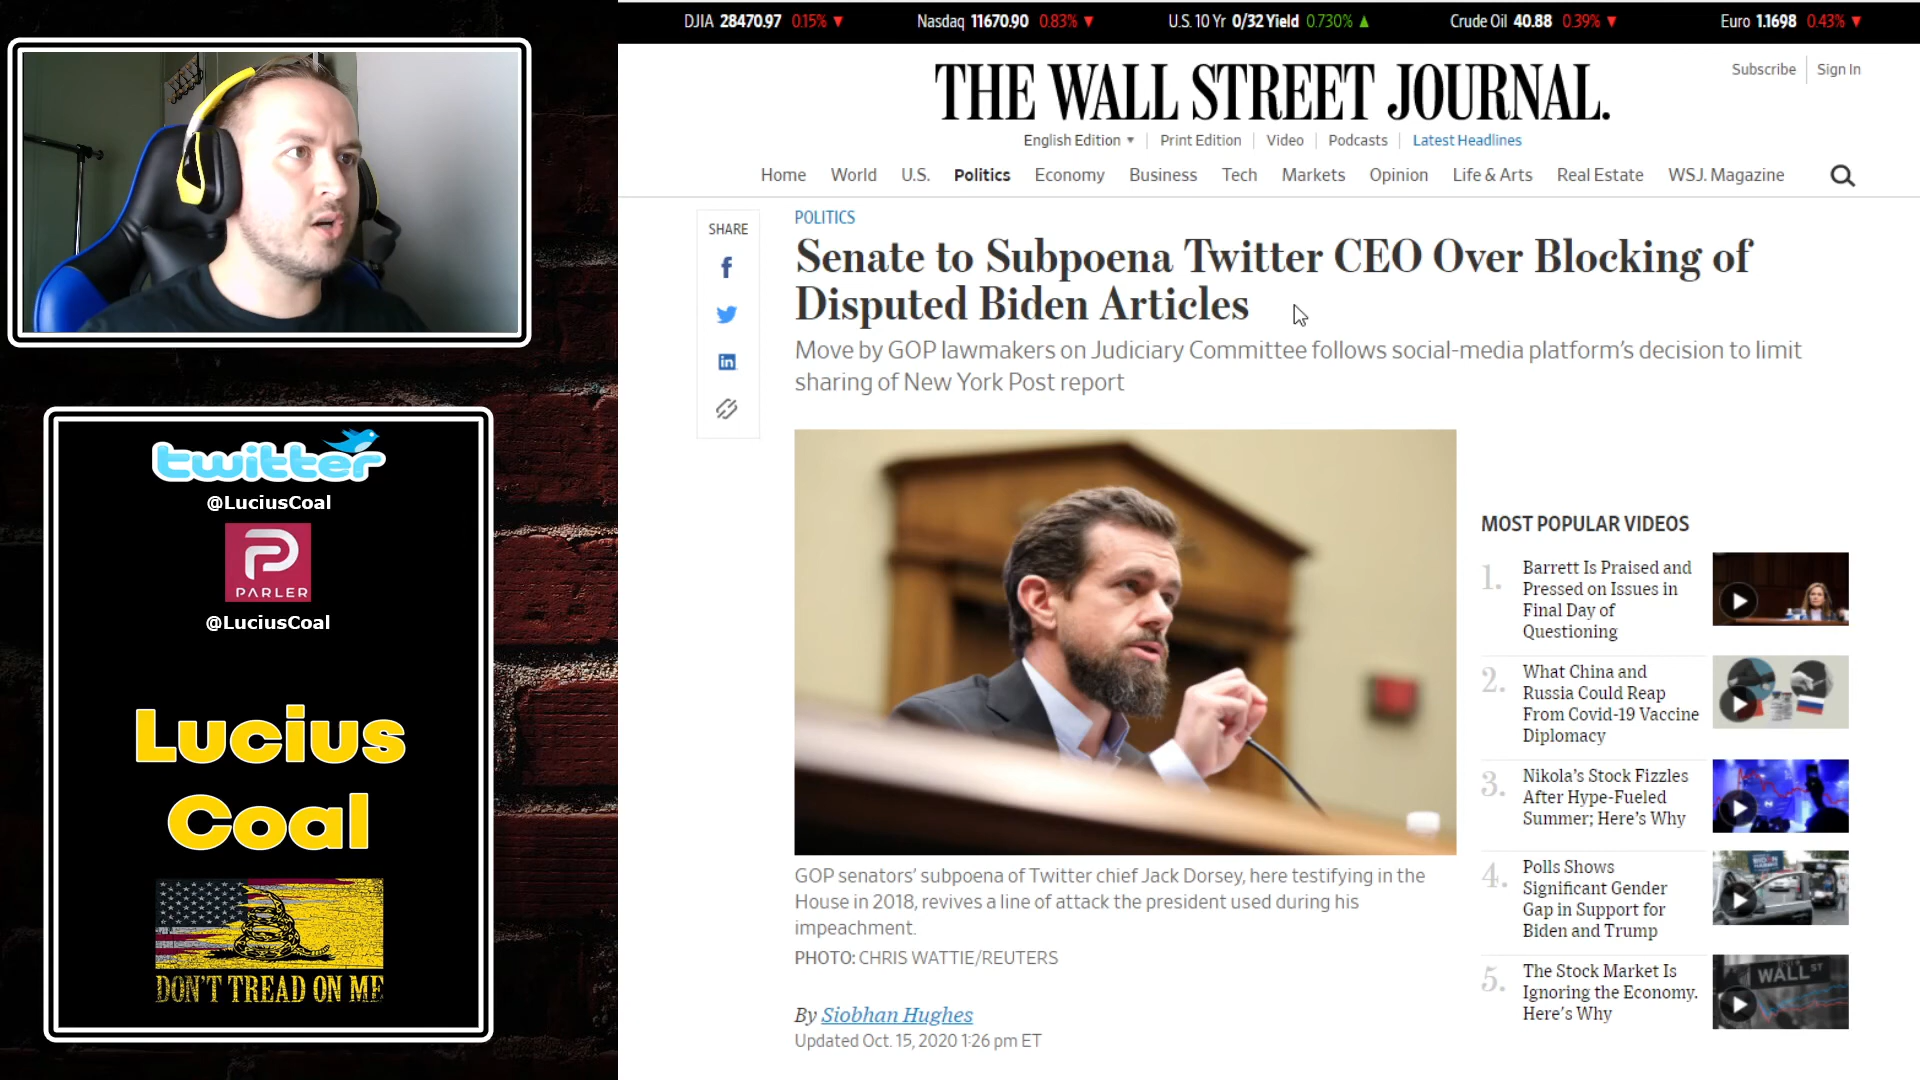 twitter
@LuciusCoal
PARLER
@LuciusCoal
Lucius
Coal
DON'T TREAD ON ME
DJIA 28470.97 0.15% ▼
Nasdaq 11670.90 0.83% ▼
U.S. 10 Yr 0/32 Yield 0.730% ▲
Crude Oil 40.88 0.39% ▼
Euro 1.1698 0.43% ▼
THE WALL STREET JOURNAL.
Subscribe
Sign In
English Edition ▼
Print Edition
Video
Podcasts
Latest Headlines
Home World U.S. Politics Economy Business Tech Markets Opinion Life & Arts Real Estate WSJ. Magazine
SHARE
f
in
POLITICS
Senate to Subpoena Twitter CEO Over Blocking of
Disputed Biden Articles
Move by GOP lawmakers on Judiciary Committee follows social-media platform's decision to limit
sharing of New York Post report
GOP senators' subpoena of Twitter chief Jack Dorsey, here testifying in the
House in 2018, revives a line of attack the president used during his
impeachment.
PHOTO: CHRIS WATTIE/REUTERS
By Siobhan Hughes
Updated Oct. 15, 2020 1:26 pm ET
MOST POPULAR VIDEOS
1. Barrett Is Praised and
Pressed on Issues in
Final Day of
Questioning
2. What China and
Russia Could Reap
From Covid-19 Vaccine
Diplomacy
3. Nikola's Stock Fizzles
After Hype-Fueled
Summer; Here's Why
4. Polls Shows
Significant Gender
Gap in Support for
Biden and Trump
5. The Stock Market Is
Ignoring the Economy.
Here's Why
WALL ST